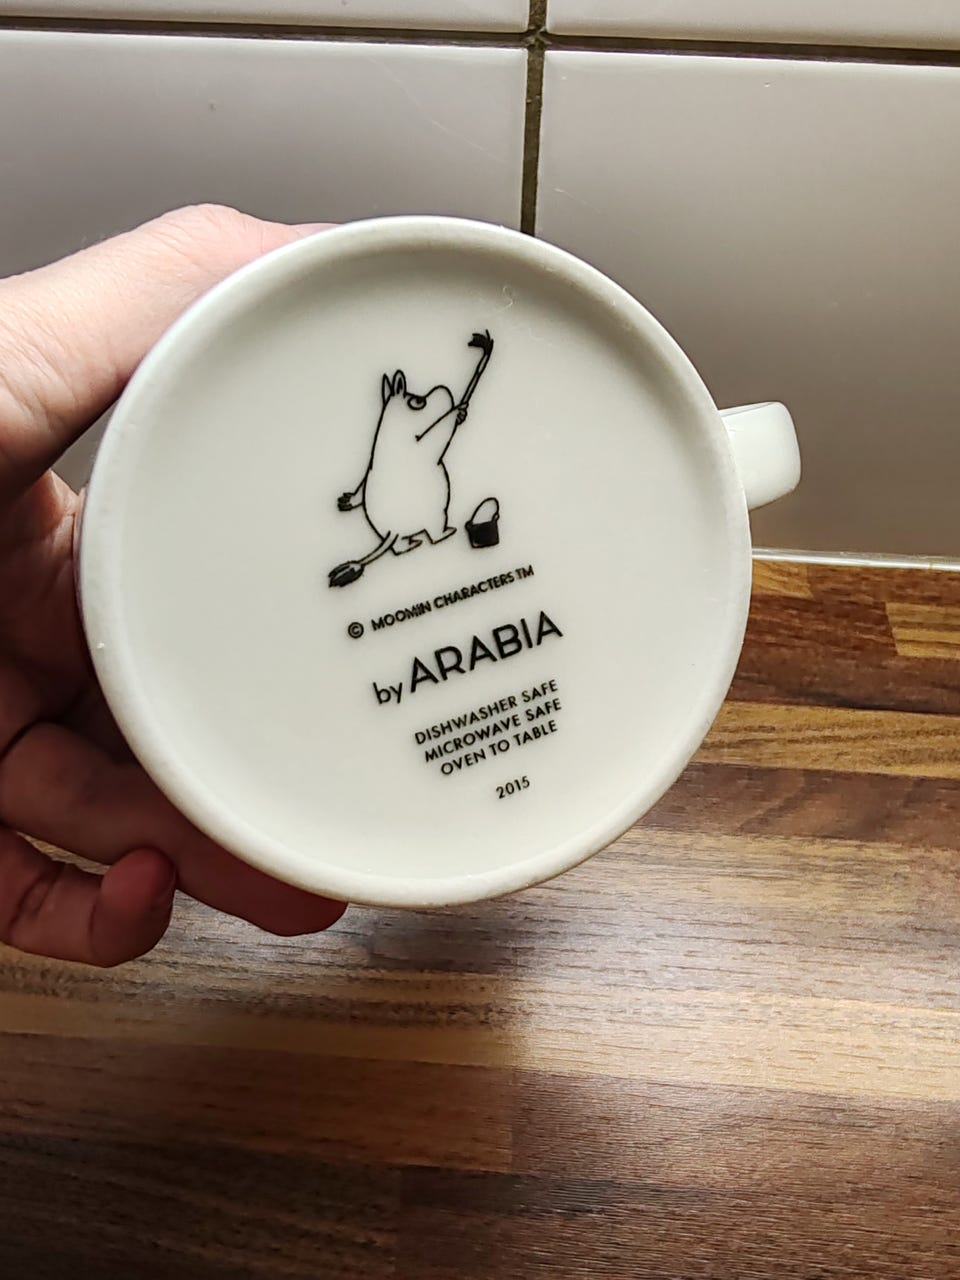 © MOOMIN CHARACTERS TM
by ARABIA
DISHWASHER SAFE
MICROWAVE SAFE
OVEN TO TABLE
2015